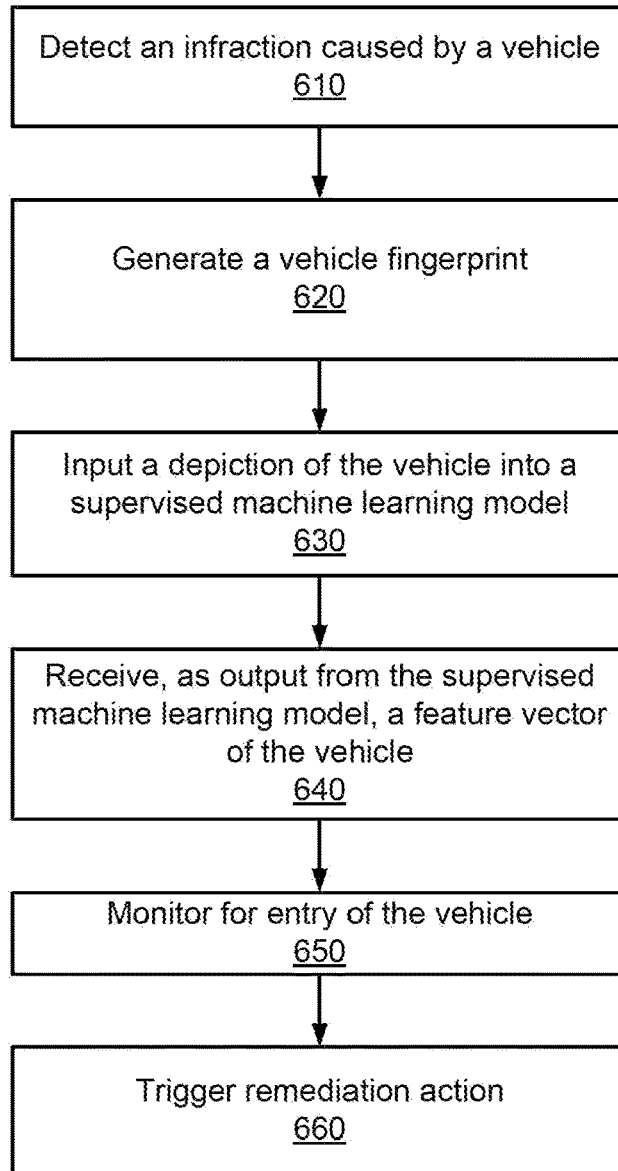 Detect an infraction caused by a vehicle
610
Generate a vehicle fingerprint
620
Input a depiction of the vehicle into a
supervised machine learning model
630
Receive, as output from the supervised
machine learning model, a feature vector
of the vehicle
640
Monitor for entry of the vehicle
650
Trigger remediation action
660